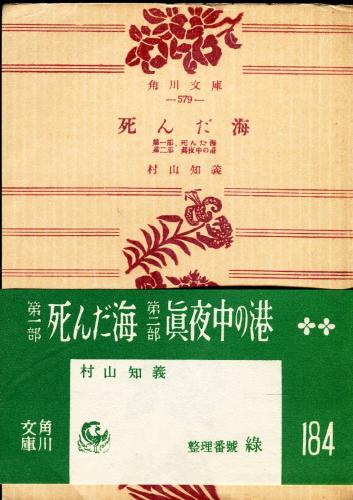 角川文庫
—579—
死んだ海
第一部、死んだ海
第二部 眞夜中の港
村山知義
第一部 死んだ海 第二部 眞夜中の港
村山知義
角川文庫
整理番號 綠
184